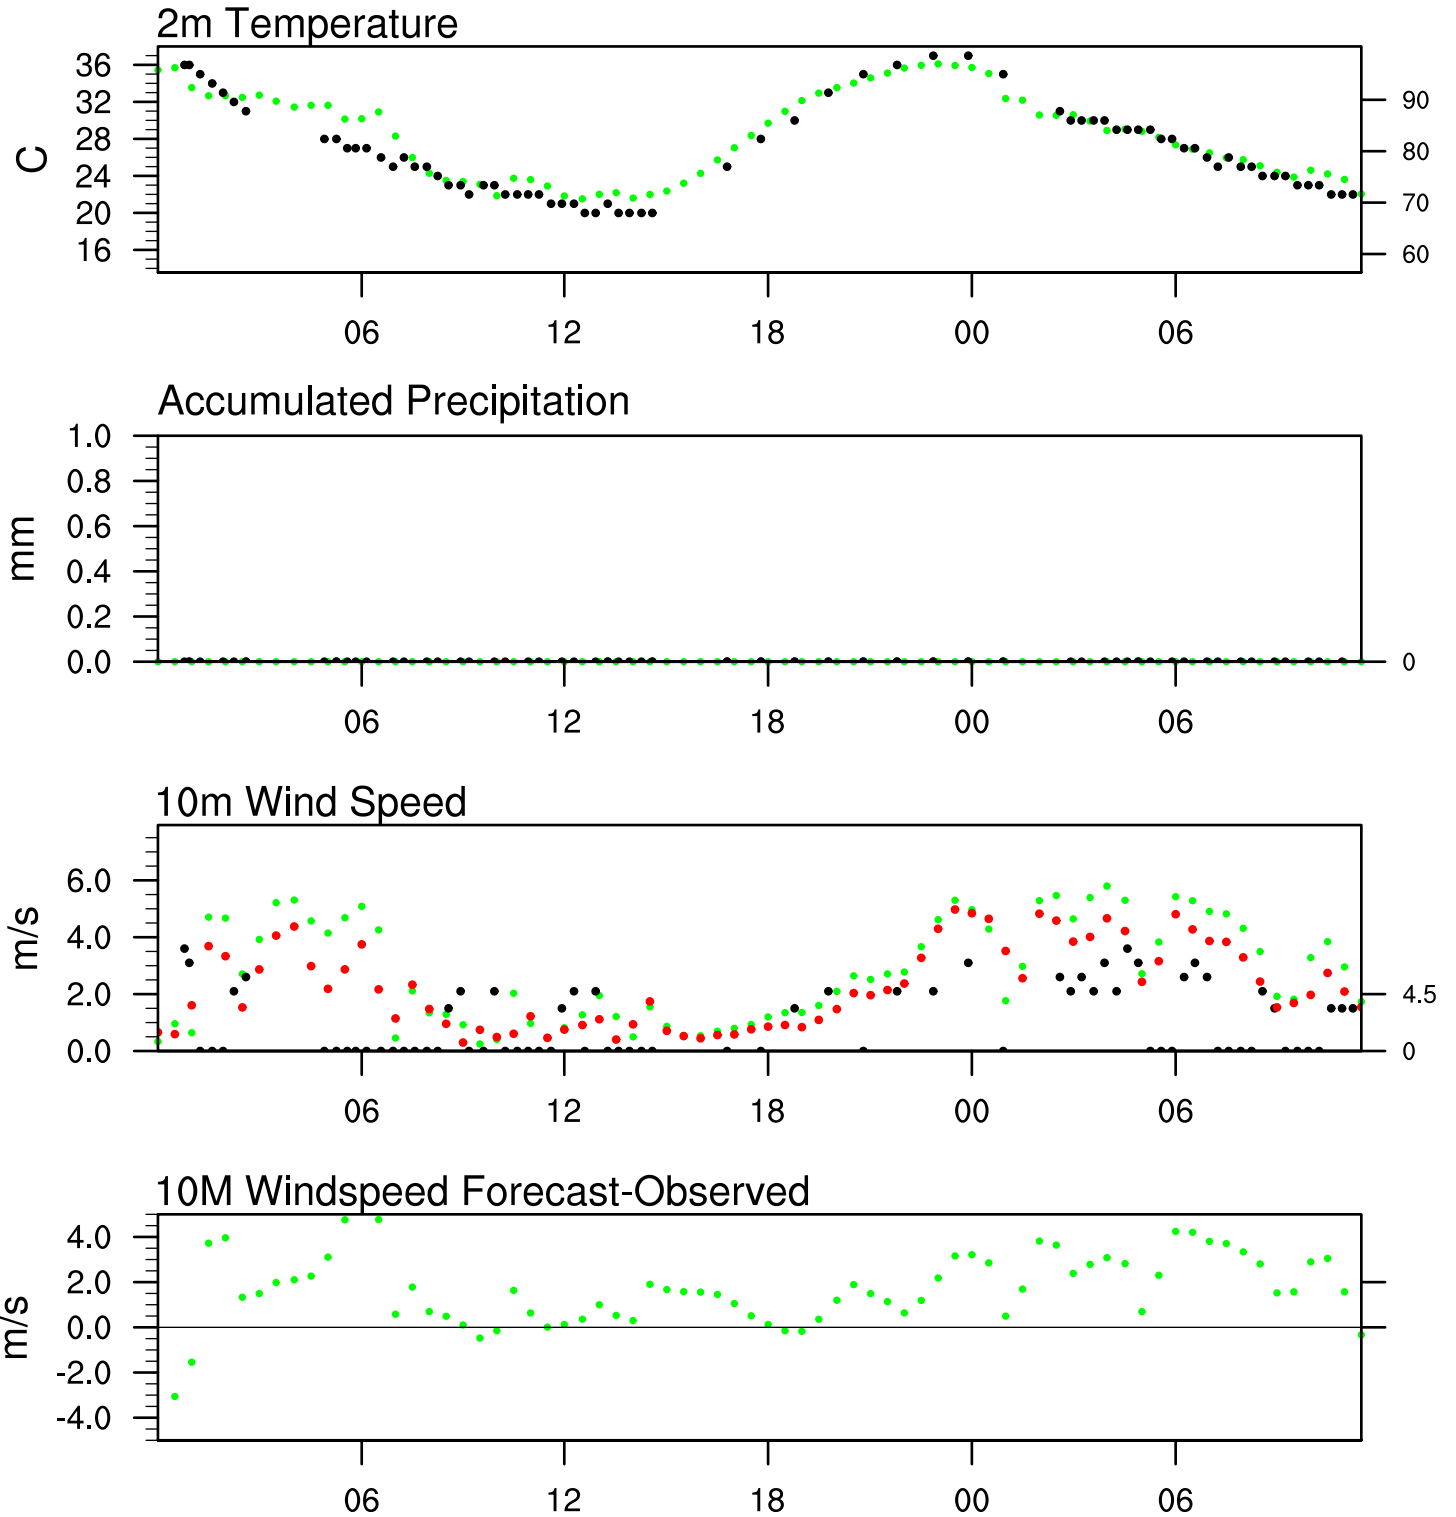 2m Temperature
36
32
28
24
20
16
C
90
80
70
60
06 12 18 00 06
Accumulated Precipitation
1.0
0.8
0.6
0.4
0.2
0.0
mm
0
06 12 18 00 06
10m Wind Speed
6.0
4.0
2.0
0.0
m/s
4.5
0
06 12 18 00 06
10M Windspeed Forecast-Observed
4.0
2.0
0.0
-2.0
-4.0
m/s
06 12 18 00 06